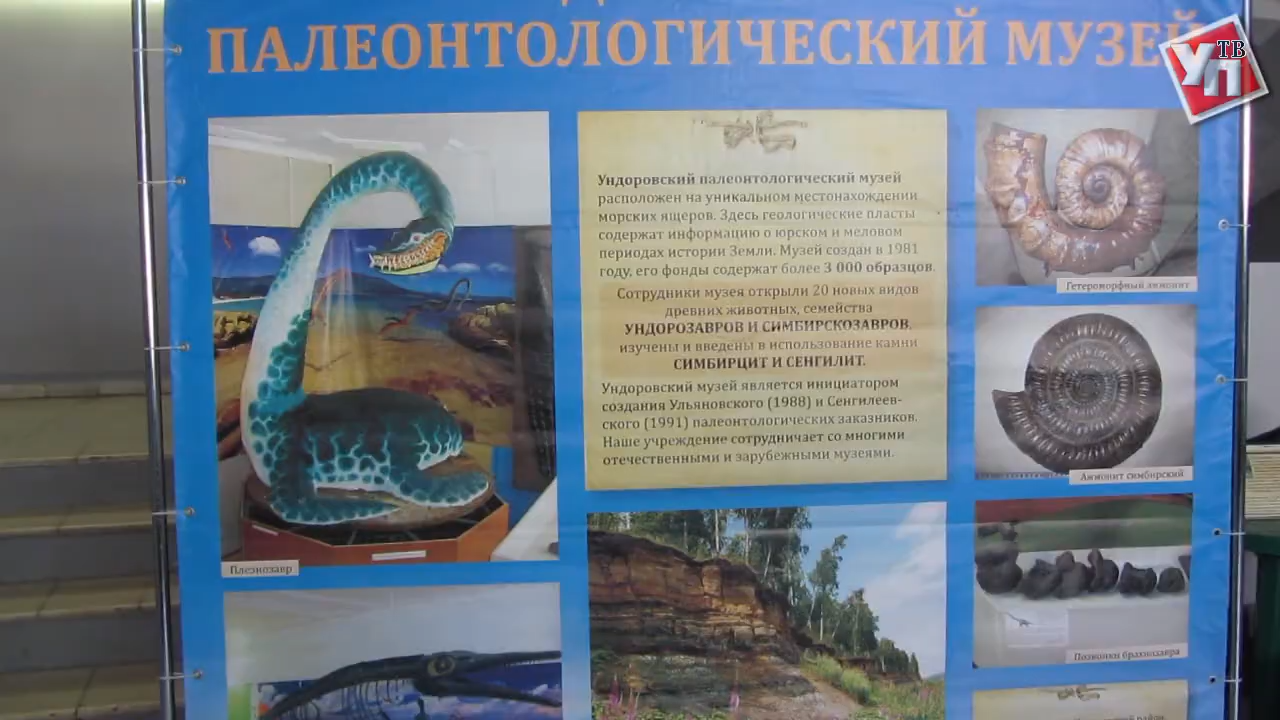 ПАЛЕОНТОЛОГИЧЕСКИЙ МУЗЕЙ
УП ТВ
Ундоровский палеонтологический музей
расположен на уникальном местонахождении
морских ящеров. Здесь геологические пласты
содержат информацию о юрском и меловом
периодах истории Земли. Музей создан в 1981
году, его фонды содержат более 3 000 образцов.
Сотрудники музея открыли 20 новых видов
древних животных, семейства
УНДОРОЗАВРОВ И СИМБИРСКОЗАВРОВ,
изучены и введены в использование камни
СИМБИРЦИТ И СЕНГИЛИТ.
Ундоровский музей является инициатором
создания Ульяновского (1988) и Сенгилеев-
ского (1991) палеонтологических заказников.
Наше учреждение сотрудничает со многими
отечественными и зарубежными музеями.
Плезиозавр
Гетероморфный аммонит
Аммонит симбирский
Позвонки брахиозавра